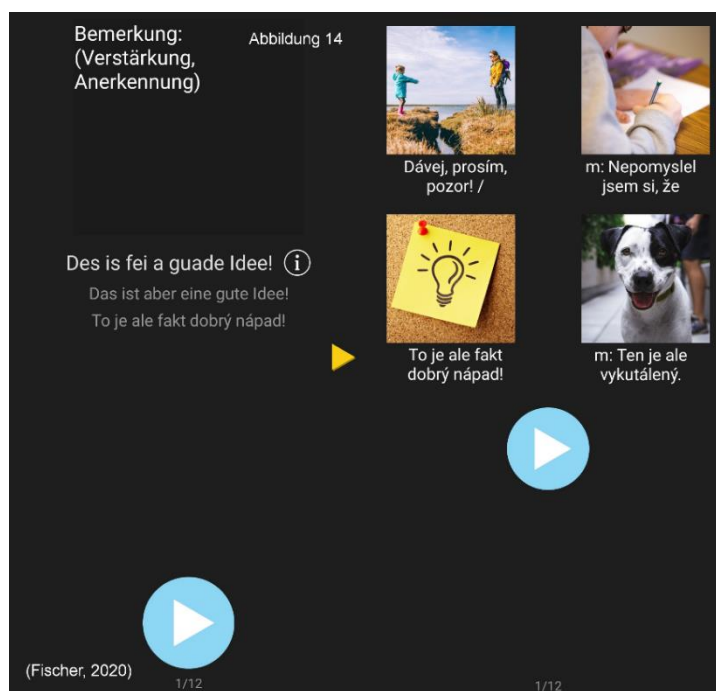 Bemerkung:
(Verstärkung,
Anerkennung)
Abbildung 14
Des is fei a guade Idee! i
Das ist aber eine gute Idee!
To je ale fakt dobrý nápad!
1/12
(Fischer, 2020)
Dávej, prosím,
pozor! /
m: Nepomyslel
jsem si, že
To je ale fakt
dobrý nápad!
m: Ten je ale
vykutálený.
1/12